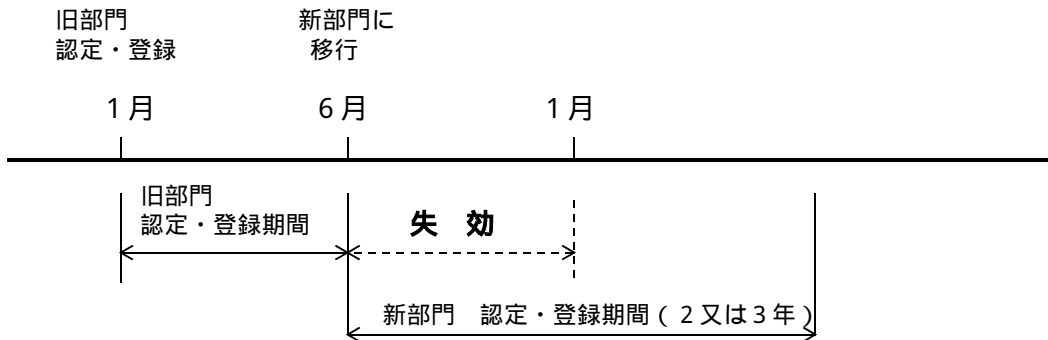 旧部門
認定・登録
新部門に
移行
1月
6月
1月
旧部門
認定・登録期間
失 効
新部門 認定・登録期間(2又は3年)